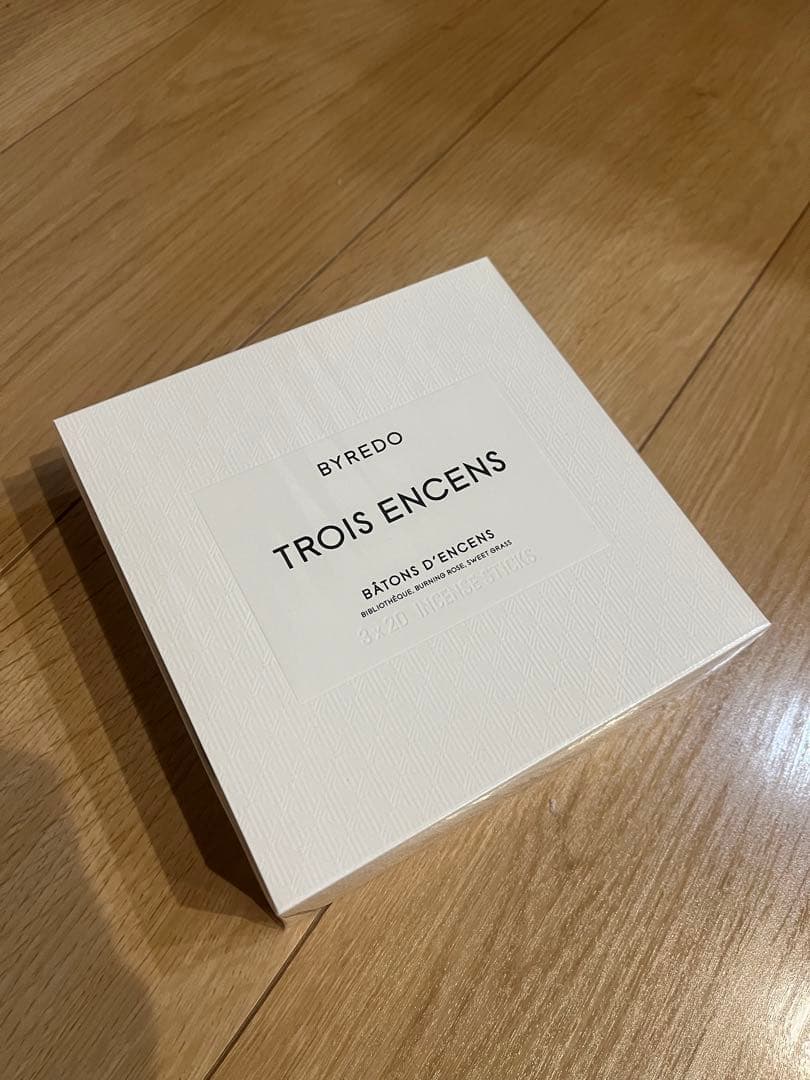 BYREDO
TROIS ENCENS
BÂTONS D'ENCENS
BIBLIOTHÈQUE, BURNING ROSE, SWEET GRASS
3 x 20 INCENSE STICKS